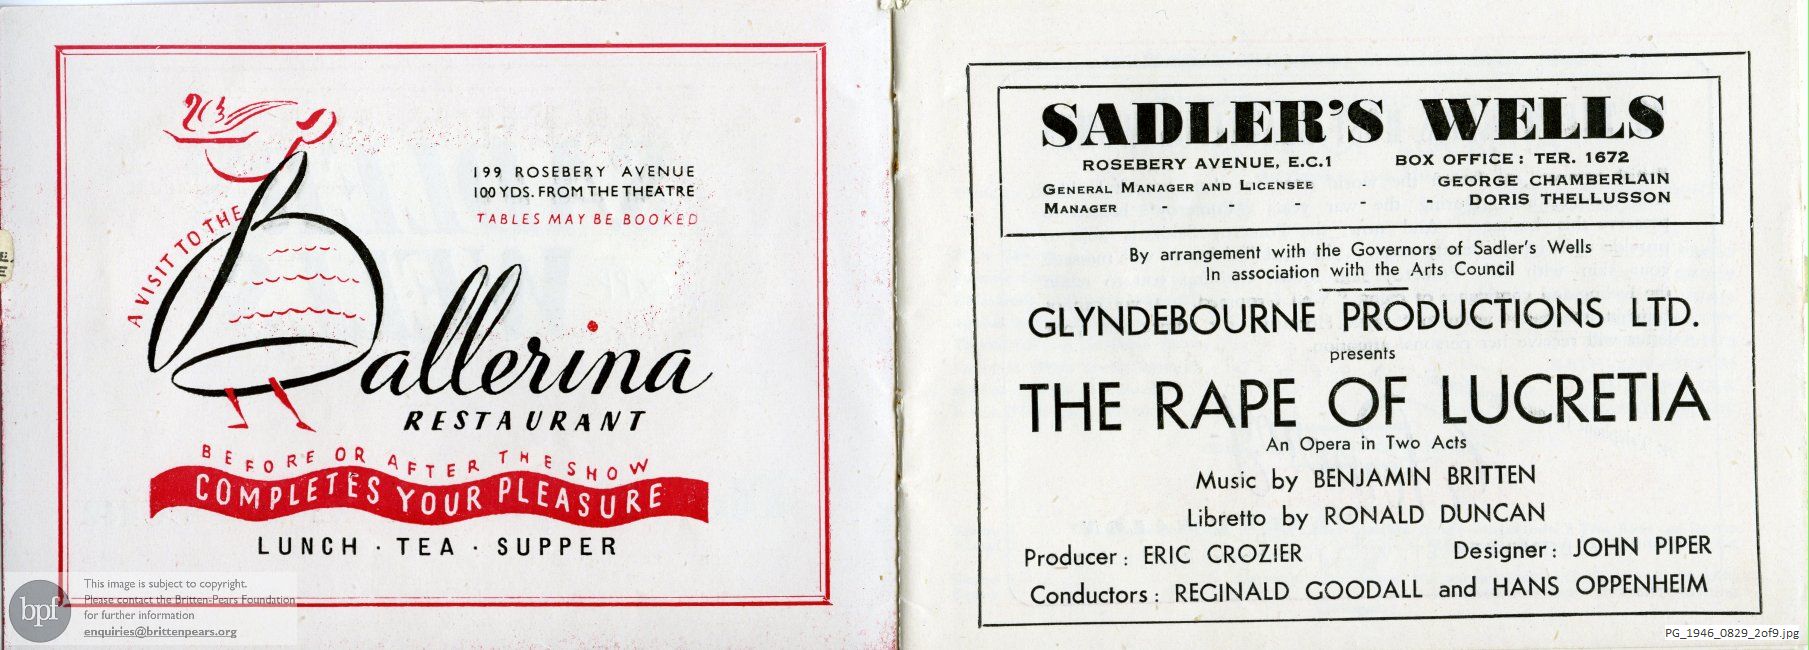 199 ROSEBERY AVENUE
100 YDS. FROM THE THEATRE
TABLES MAY BE BOOKED
A VISIT TO THE
Ballerina
RESTAURANT
BEFORE OR AFTER THE SHOW
COMPLETES YOUR PLEASURE
LUNCH · TEA · SUPPER
bpf
This image is subject to copyright.
Please contact the Britten-Pears Foundation
for further information
enquiries@brittenpears.org
SADLER'S WELLS
ROSEBERY AVENUE, E.C.1 BOX OFFICE : TER. 1672
GENERAL MANAGER AND LICENSEE - - GEORGE CHAMBERLAIN
MANAGER - - - - - DORIS THELLUSSON
By arrangement with the Governors of Sadler's Wells
In association with the Arts Council
GLYNDEBOURNE PRODUCTIONS LTD.
presents
THE RAPE OF LUCRETIA
An Opera in Two Acts
Music by BENJAMIN BRITTEN
Libretto by RONALD DUNCAN
Producer : ERIC CROZIER Designer : JOHN PIPER
Conductors : REGINALD GOODALL and HANS OPPENHEIM
PG_1946_0829_2of9.jpg